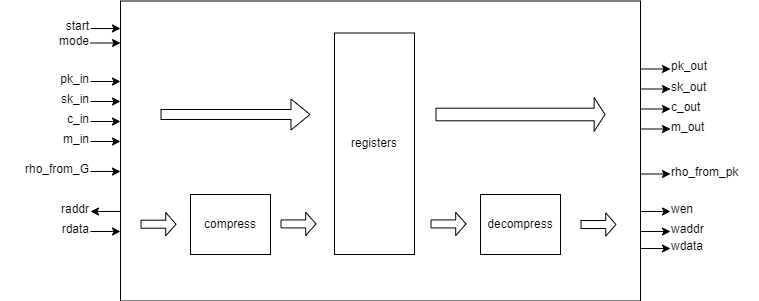 start
mode
pk_in
sk_in
c_in
m_in
rho_from_G
raddr
rdata
compress
registers
decompress
pk_out
sk_out
c_out
m_out
rho_from_pk
wen
waddr
wdata